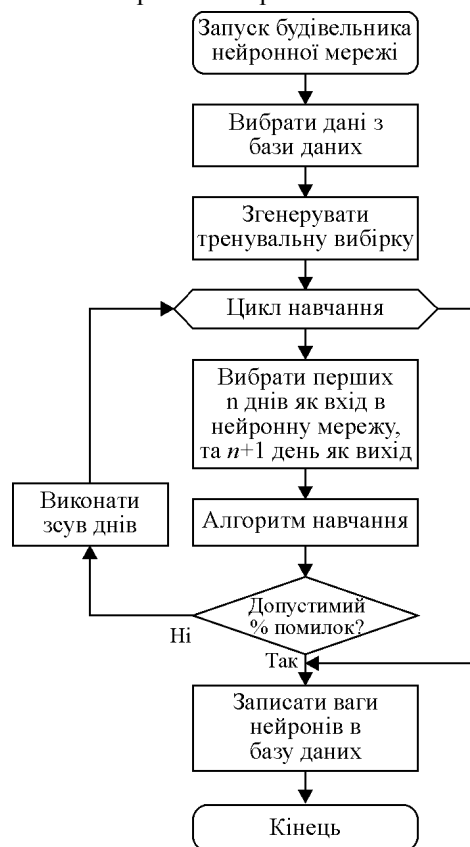 Запуск будівельника
нейронної мережі
Вибрати дані з
бази даних
Згенерувати
тренувальну вибірку
Цикл навчання
Вибрати перших
n днів як вхід в
нейронну мережу,
та n+1 день як вихід
Виконати
зсув днів
Алгоритм навчання
Допустимий
% помилок?
Ні
Так
Записати ваги
нейронів в
базу даних
Кінець